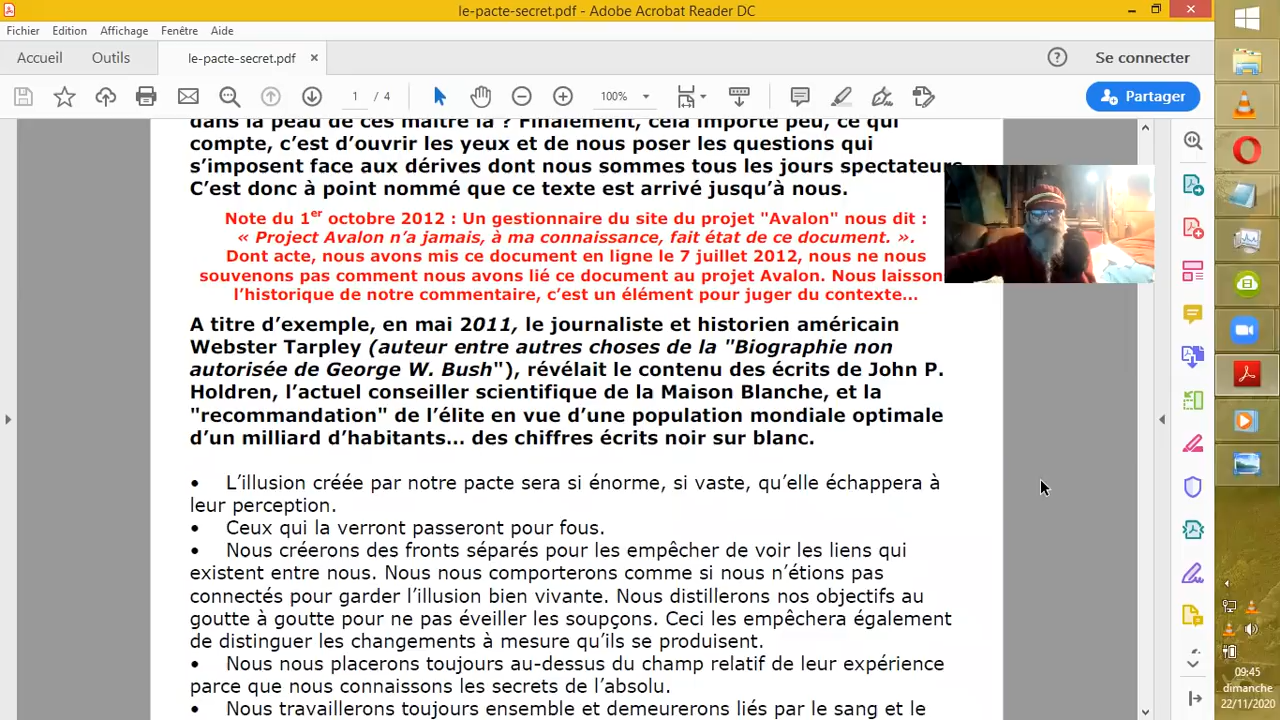 le-pacte-secret.pdf - Adobe Acrobat Reader DC
Fichier Edition Affichage Fenêtre Aide
Accueil Outils le-pacte-secret.pdf × ? Se connecter
1 / 4 100% Partager
dans la peau de ces maître là ? Finalement, cela importe peu, ce qui
compte, c’est d’ouvrir les yeux et de nous poser les questions qui
s’imposent face aux dérives dont nous sommes tous les jours spectateurs.
C’est donc à point nommé que ce texte est arrivé jusqu’à nous.
Note du 1er octobre 2012 : Un gestionnaire du site du projet "Avalon" nous dit :
« Project Avalon n’a jamais, à ma connaissance, fait état de ce document. ».
Dont acte, nous avons mis ce document en ligne le 7 juillet 2012, nous ne nous
souvenons pas comment nous avons lié ce document au projet Avalon. Nous laissons
l’historique de notre commentaire, c’est un élément pour juger du contexte...
A titre d’exemple, en mai 2011, le journaliste et historien américain
Webster Tarpley (auteur entre autres choses de la "Biographie non
autorisée de George W. Bush"), révélait le contenu des écrits de John P.
Holdren, l’actuel conseiller scientifique de la Maison Blanche, et la
"recommandation" de l’élite en vue d’une population mondiale optimale
d’un milliard d’habitants... des chiffres écrits noir sur blanc.
• L’illusion créée par notre pacte sera si énorme, si vaste, qu’elle échappera à
leur perception.
• Ceux qui la verront passeront pour fous.
• Nous créerons des fronts séparés pour les empêcher de voir les liens qui
existent entre nous. Nous nous comporterons comme si nous n’étions pas
connectés pour garder l’illusion bien vivante. Nous distillerons nos objectifs au
goutte à goutte pour ne pas éveiller les soupçons. Ceci les empêchera également
de distinguer les changements à mesure qu’ils se produisent.
• Nous nous placerons toujours au-dessus du champ relatif de leur expérience
parce que nous connaissons les secrets de l’absolu.
• Nous travaillerons toujours ensemble et demeurerons liés par le sang et le
09:45
dimanche
22/11/2020